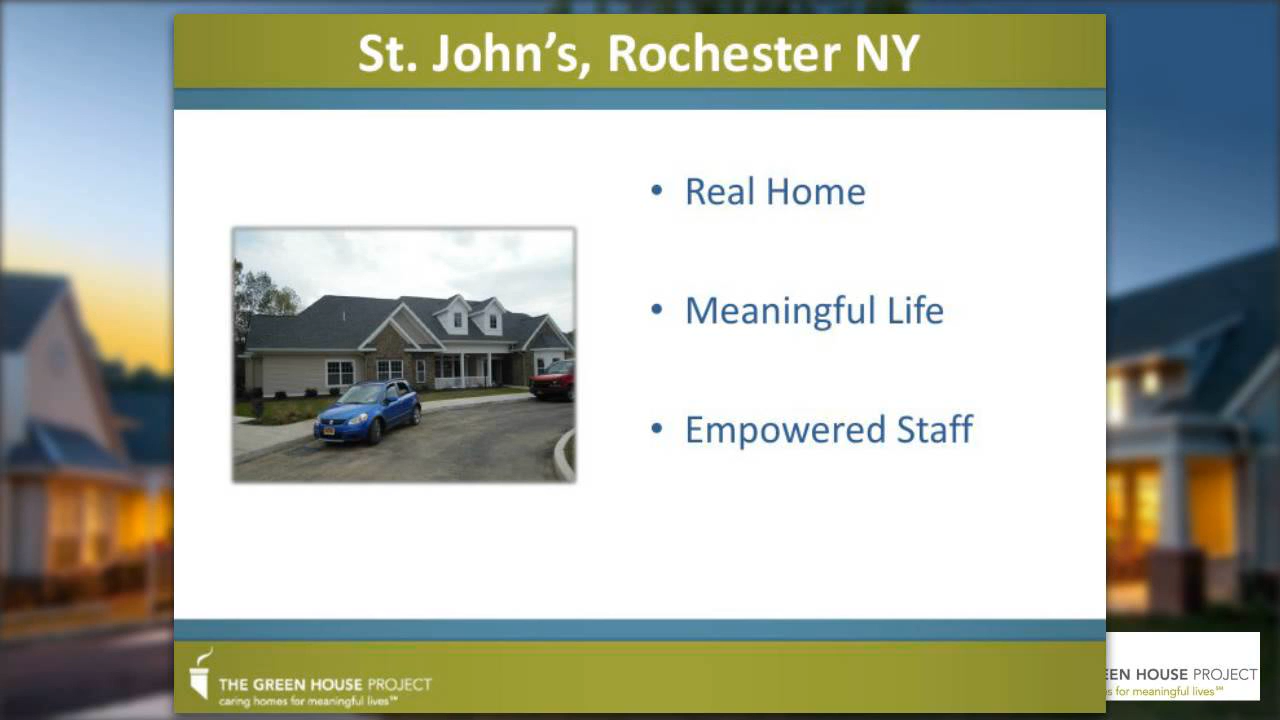 St. John’s, Rochester NY
• Real Home
• Meaningful Life
• Empowered Staff
THE GREEN HOUSE PROJECT
caring homes for meaningful lives℠
HOUSE PROJECT
for meaningful lives℠